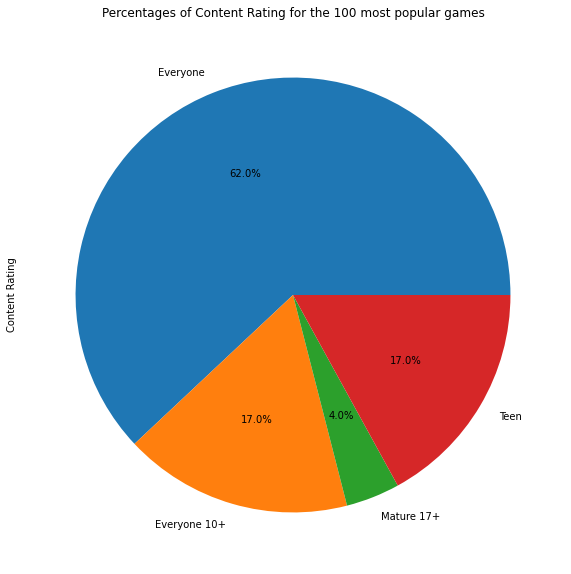 Percentages of Content Rating for the 100 most popular games
Everyone
62.0%
Content Rating
17.0%
17.0%
4.0%
Teen
Mature 17+
Everyone 10+